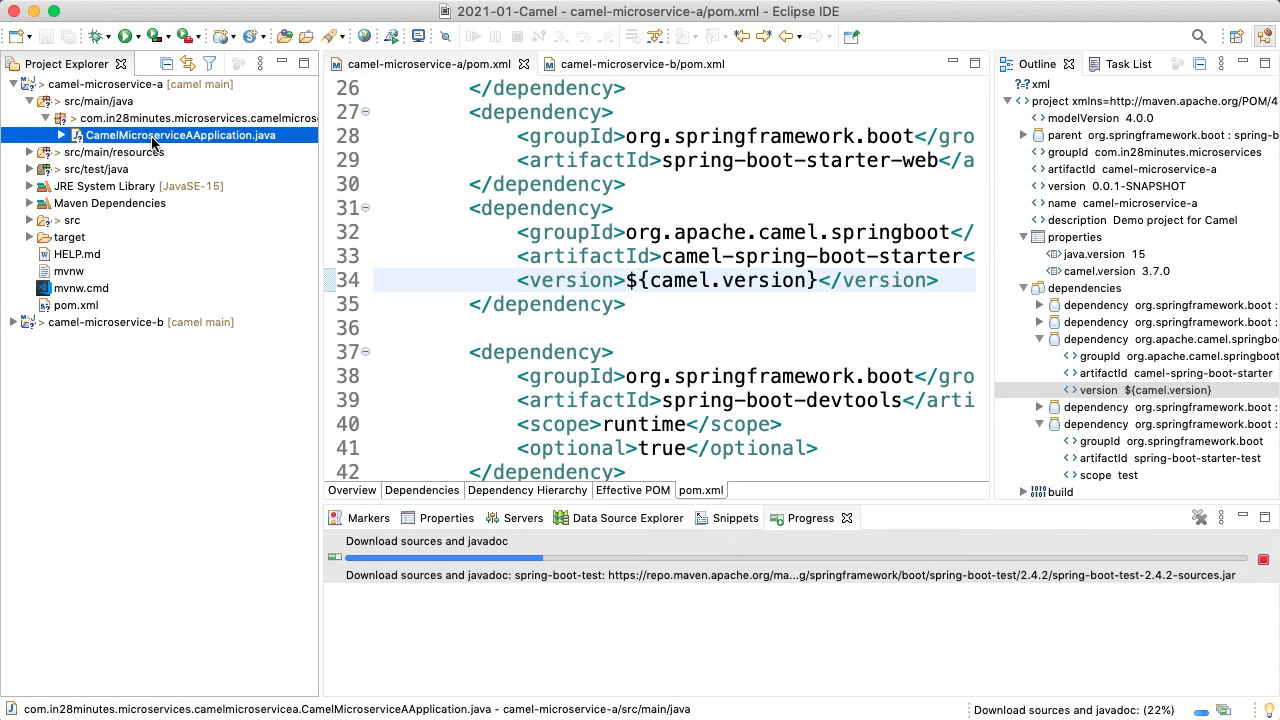 2021-01-Camel - camel-microservice-a/pom.xml - Eclipse IDE
Project Explorer
camel-microservice-a [camel main]
> src/main/java
> com.in28minutes.microservices.camelmicros
CamelMicroserviceAApplication.java
> src/main/resources
> src/test/java
JRE System Library [JavaSE-15]
Maven Dependencies
> src
target
HELP.md
mvnw
mvnw.cmd
pom.xml
> camel-microservice-b [camel main]
camel-microservice-a/pom.xml
camel-microservice-b/pom.xml
26 </dependency>
27 <dependency>
28 <groupId>org.springframework.boot</gro
29 <artifactId>spring-boot-starter-web</a
30 </dependency>
31 <dependency>
32 <groupId>org.apache.camel.springboot</
33 <artifactId>camel-spring-boot-starter<
34 <version>${camel.version}</version>
35 </dependency>
36
37 <dependency>
38 <groupId>org.springframework.boot</gro
39 <artifactId>spring-boot-devtools</arti
40 <scope>runtime</scope>
41 <optional>true</optional>
42 </dependency>
Overview Dependencies Dependency Hierarchy Effective POM pom.xml
Outline Task List
?=? xml
project xmlns=http://maven.apache.org/POM/4
modelVersion 4.0.0
parent org.springframework.boot : spring-b
groupId com.in28minutes.microservices
artifactId camel-microservice-a
version 0.0.1-SNAPSHOT
name camel-microservice-a
description Demo project for Camel
properties
java.version 15
camel.version 3.7.0
dependencies
dependency org.springframework.boot :
dependency org.springframework.boot :
dependency org.apache.camel.springbo
groupId org.apache.camel.springboot
artifactId camel-spring-boot-starter
version ${camel.version}
dependency org.springframework.boot :
dependency org.springframework.boot :
groupId org.springframework.boot
artifactId spring-boot-starter-test
scope test
build
Markers Properties Servers Data Source Explorer Snippets Progress
Download sources and javadoc
Download sources and javadoc: spring-boot-test: https://repo.maven.apache.org/ma...g/springframework/boot/spring-boot-test/2.4.2/spring-boot-test-2.4.2-sources.jar
com.in28minutes.microservices.camelmicroservicea.CamelMicroserviceAApplication.java - camel-microservice-a/src/main/java
Download sources and javadoc: (22%)